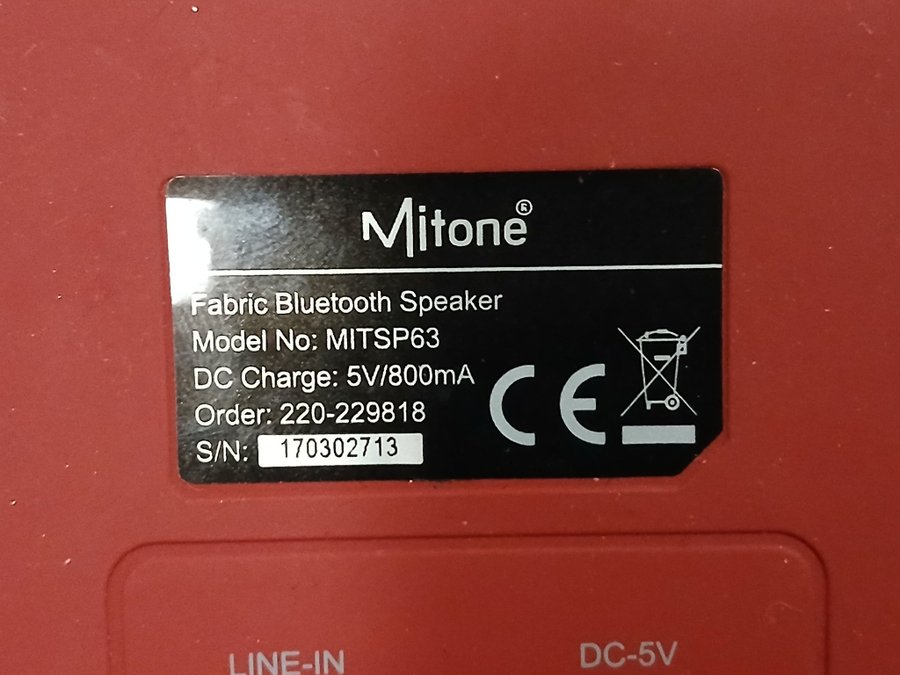 Mitone®
Fabric Bluetooth Speaker
Model No: MITSP63
DC Charge: 5V/800mA
Order: 220-229818
S/N: 170302713
CE
LINE-IN
DC-5V